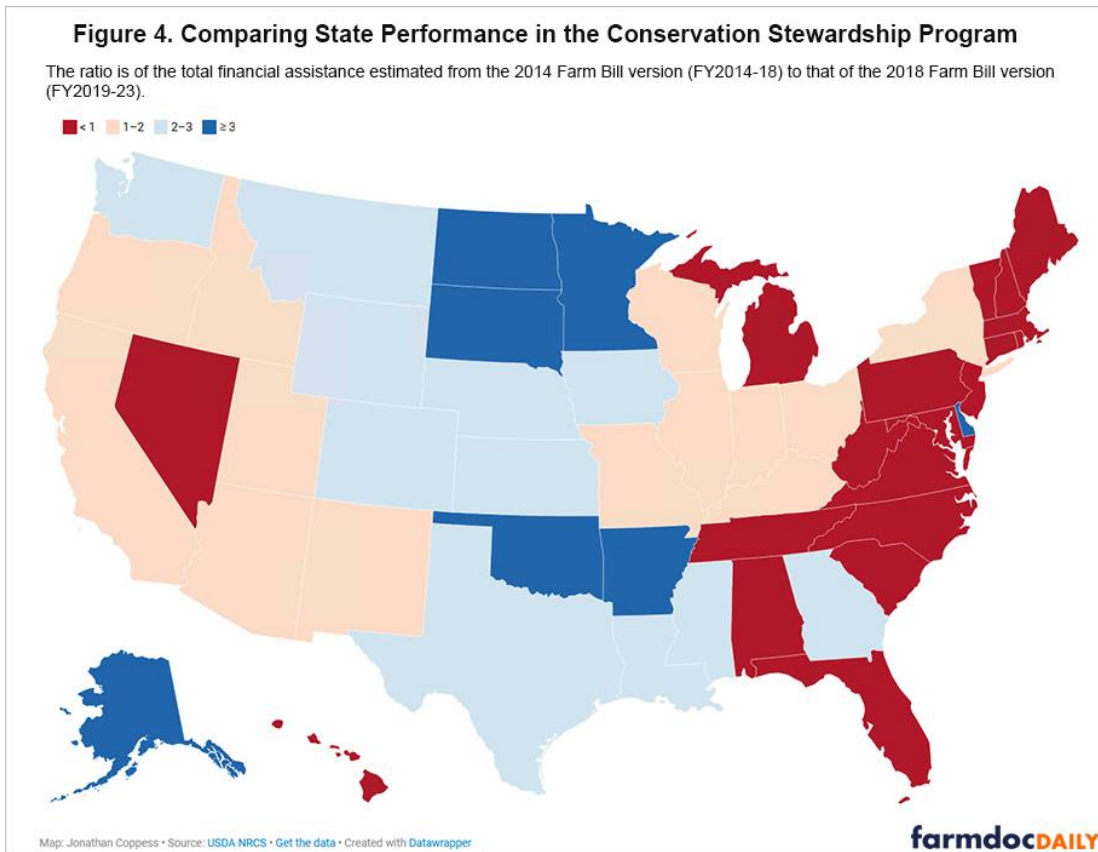 Figure 4. Comparing State Performance in the Conservation Stewardship Program
The ratio is of the total financial assistance estimated from the 2014 Farm Bill version (FY2014-18) to that of the 2018 Farm Bill version
(FY2019-23).
< 1 1–2 2–3 ≥ 3
Map: Jonathan Coppess • Source: USDA NRCS • Get the data • Created with Datawrapper
farmdocDAILY